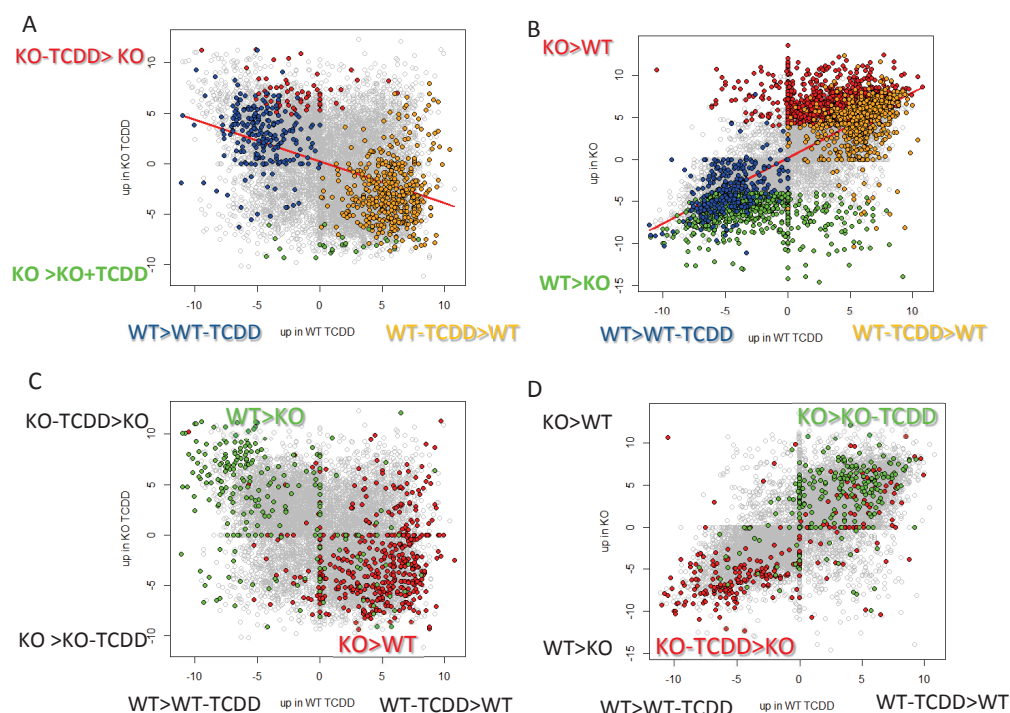 A
KO-TCDD> KO
up in KO TCDD
10
5
0
-5
-10
KO >KO+TCDD
-10 -5 0 5 10
WT>WT-TCDD up in WT TCDD WT-TCDD>WT
B
KO>WT
up in KO
10
5
0
-5
-10
-15
WT>KO
-10 -5 0 5 10
WT>WT-TCDD up in WT TCDD WT-TCDD>WT
C
KO-TCDD>KO
WT>KO
up in KO TCDD
10
5
0
-5
-10
KO >KO-TCDD
KO>WT
-10 -5 0 5 10
WT>WT-TCDD up in WT TCDD WT-TCDD>WT
D
KO>WT
KO>KO-TCDD
up in KO
10
5
0
-5
-10
-15
WT>KO
KO-TCDD>KO
-10 -5 0 5 10
WT>WT-TCDD up in WT TCDD WT-TCDD>WT